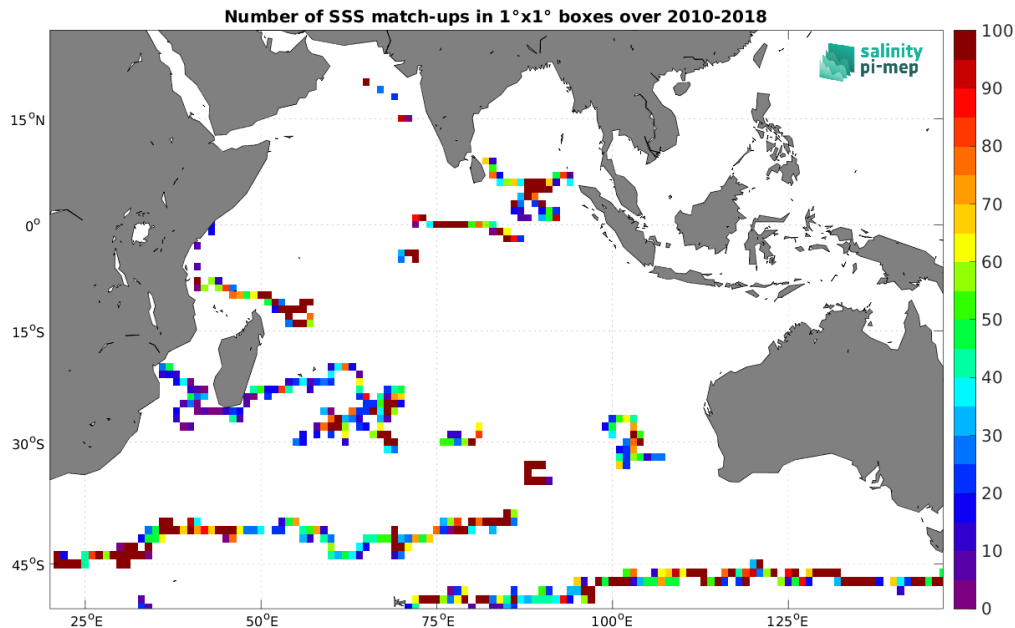 Number of SSS match-ups in 1°x1° boxes over 2010-2018
salinity
pi-mep
15°N
0°
15°S
30°S
45°S
25°E
50°E
75°E
100°E
125°E
100
90
80
70
60
50
40
30
20
10
0